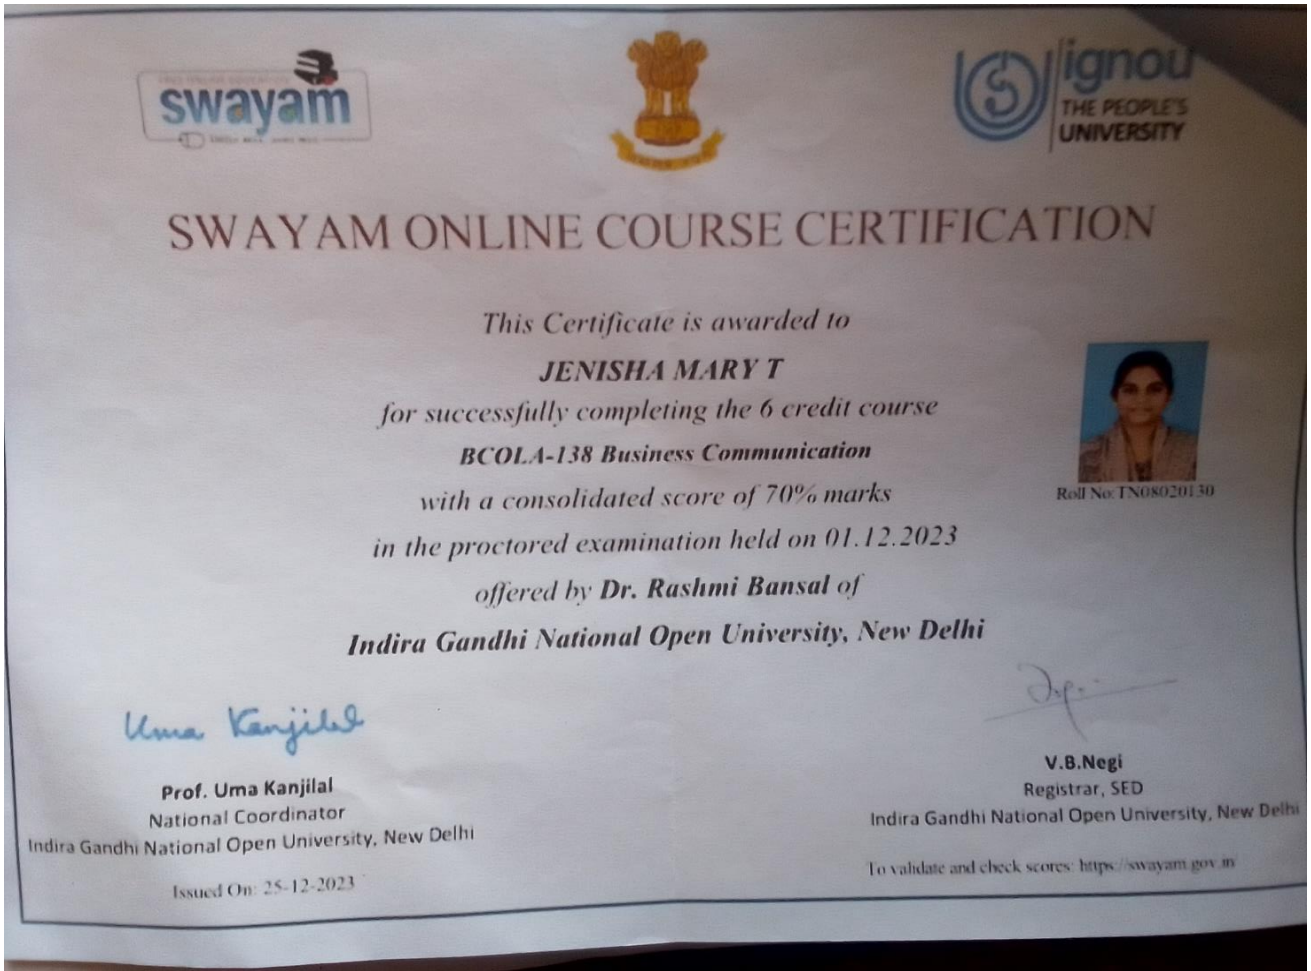 swayam
ignou
THE PEOPLE'S
UNIVERSITY
SWAYAM ONLINE COURSE CERTIFICATION
This Certificate is awarded to
JENISHA MARY T
for successfully completing the 6 credit course
BCOLA-138 Business Communication
with a consolidated score of 70% marks
Roll No:TN08020130
in the proctored examination held on 01.12.2023
offered by Dr. Rashmi Bansal of
Indira Gandhi National Open University, New Delhi
Uma Kanjilal
Prof. Uma Kanjilal
National Coordinator
Indira Gandhi National Open University, New Delhi
Issued On: 25-12-2023
V.B.Negi
Registrar, SED
Indira Gandhi National Open University, New Delhi
To validate and check scores: https://swayam.gov.in